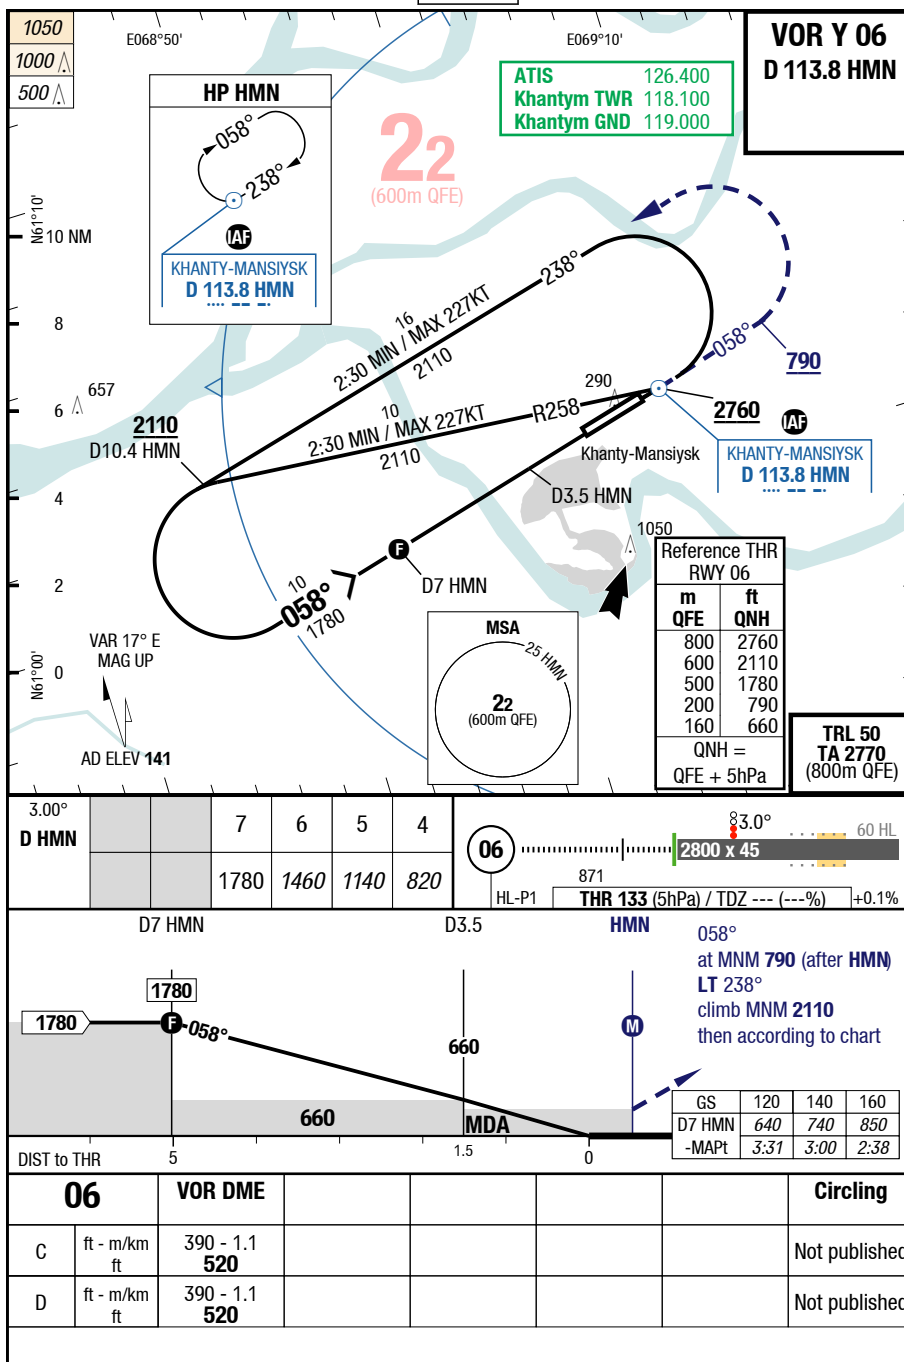 1050
1000
500
E068°50'
E069°10'
VOR Y 06
D 113.8 HMN
ATIS 126.400
Khantym TWR 118.100
Khantym GND 119.000
HP HMN
058°
238°
IAF
KHANTY-MANSIYSK
D 113.8 HMN
22
(600m QFE)
N61°10'
10 NM
8
6
4
2
0
N61°00'
238°
16
2:30 MIN / MAX 227KT
2110
058°
790
657
290
2110
D10.4 HMN
10
2:30 MIN / MAX 227KT
2110
R258
2760
IAF
Khanty-Mansiysk
KHANTY-MANSIYSK
D 113.8 HMN
D3.5 HMN
1050
F
D7 HMN
10
058°
1780
VAR 17° E
MAG UP
AD ELEV 141
MSA
25 HMN
22
(600m QFE)
Reference THR
RWY 06
m ft
QFE QNH
800 2760
600 2110
500 1780
200 790
160 660
QNH =
QFE + 5hPa
TRL 50
TA 2770
(800m QFE)
3.00°
D HMN 7 6 5 4
1780 1460 1140 820
06
3.0°
60 HL
2800 x 45
871
HL-P1 THR 133 (5hPa) / TDZ --- (---%) +0.1%
D7 HMN D3.5 HMN
058°
at MNM 790 (after HMN)
LT 238°
climb MNM 2110
then according to chart
1780
1780 F 058° M
660
660 MDA
GS 120 140 160
D7 HMN 640 740 850
-MAPt 3:31 3:00 2:38
DIST to THR 5 1.5 0
06 VOR DME Circling
C ft - m/km 390 - 1.1 Not published
ft 520
D ft - m/km 390 - 1.1 Not published
ft 520